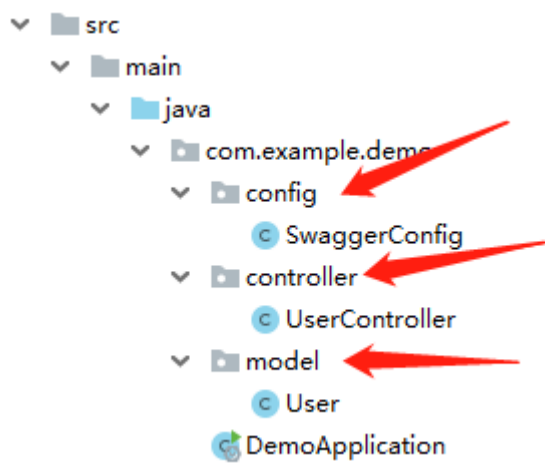 src
main
java
com.example.demo
config
SwaggerConfig
controller
UserController
model
User
DemoApplication